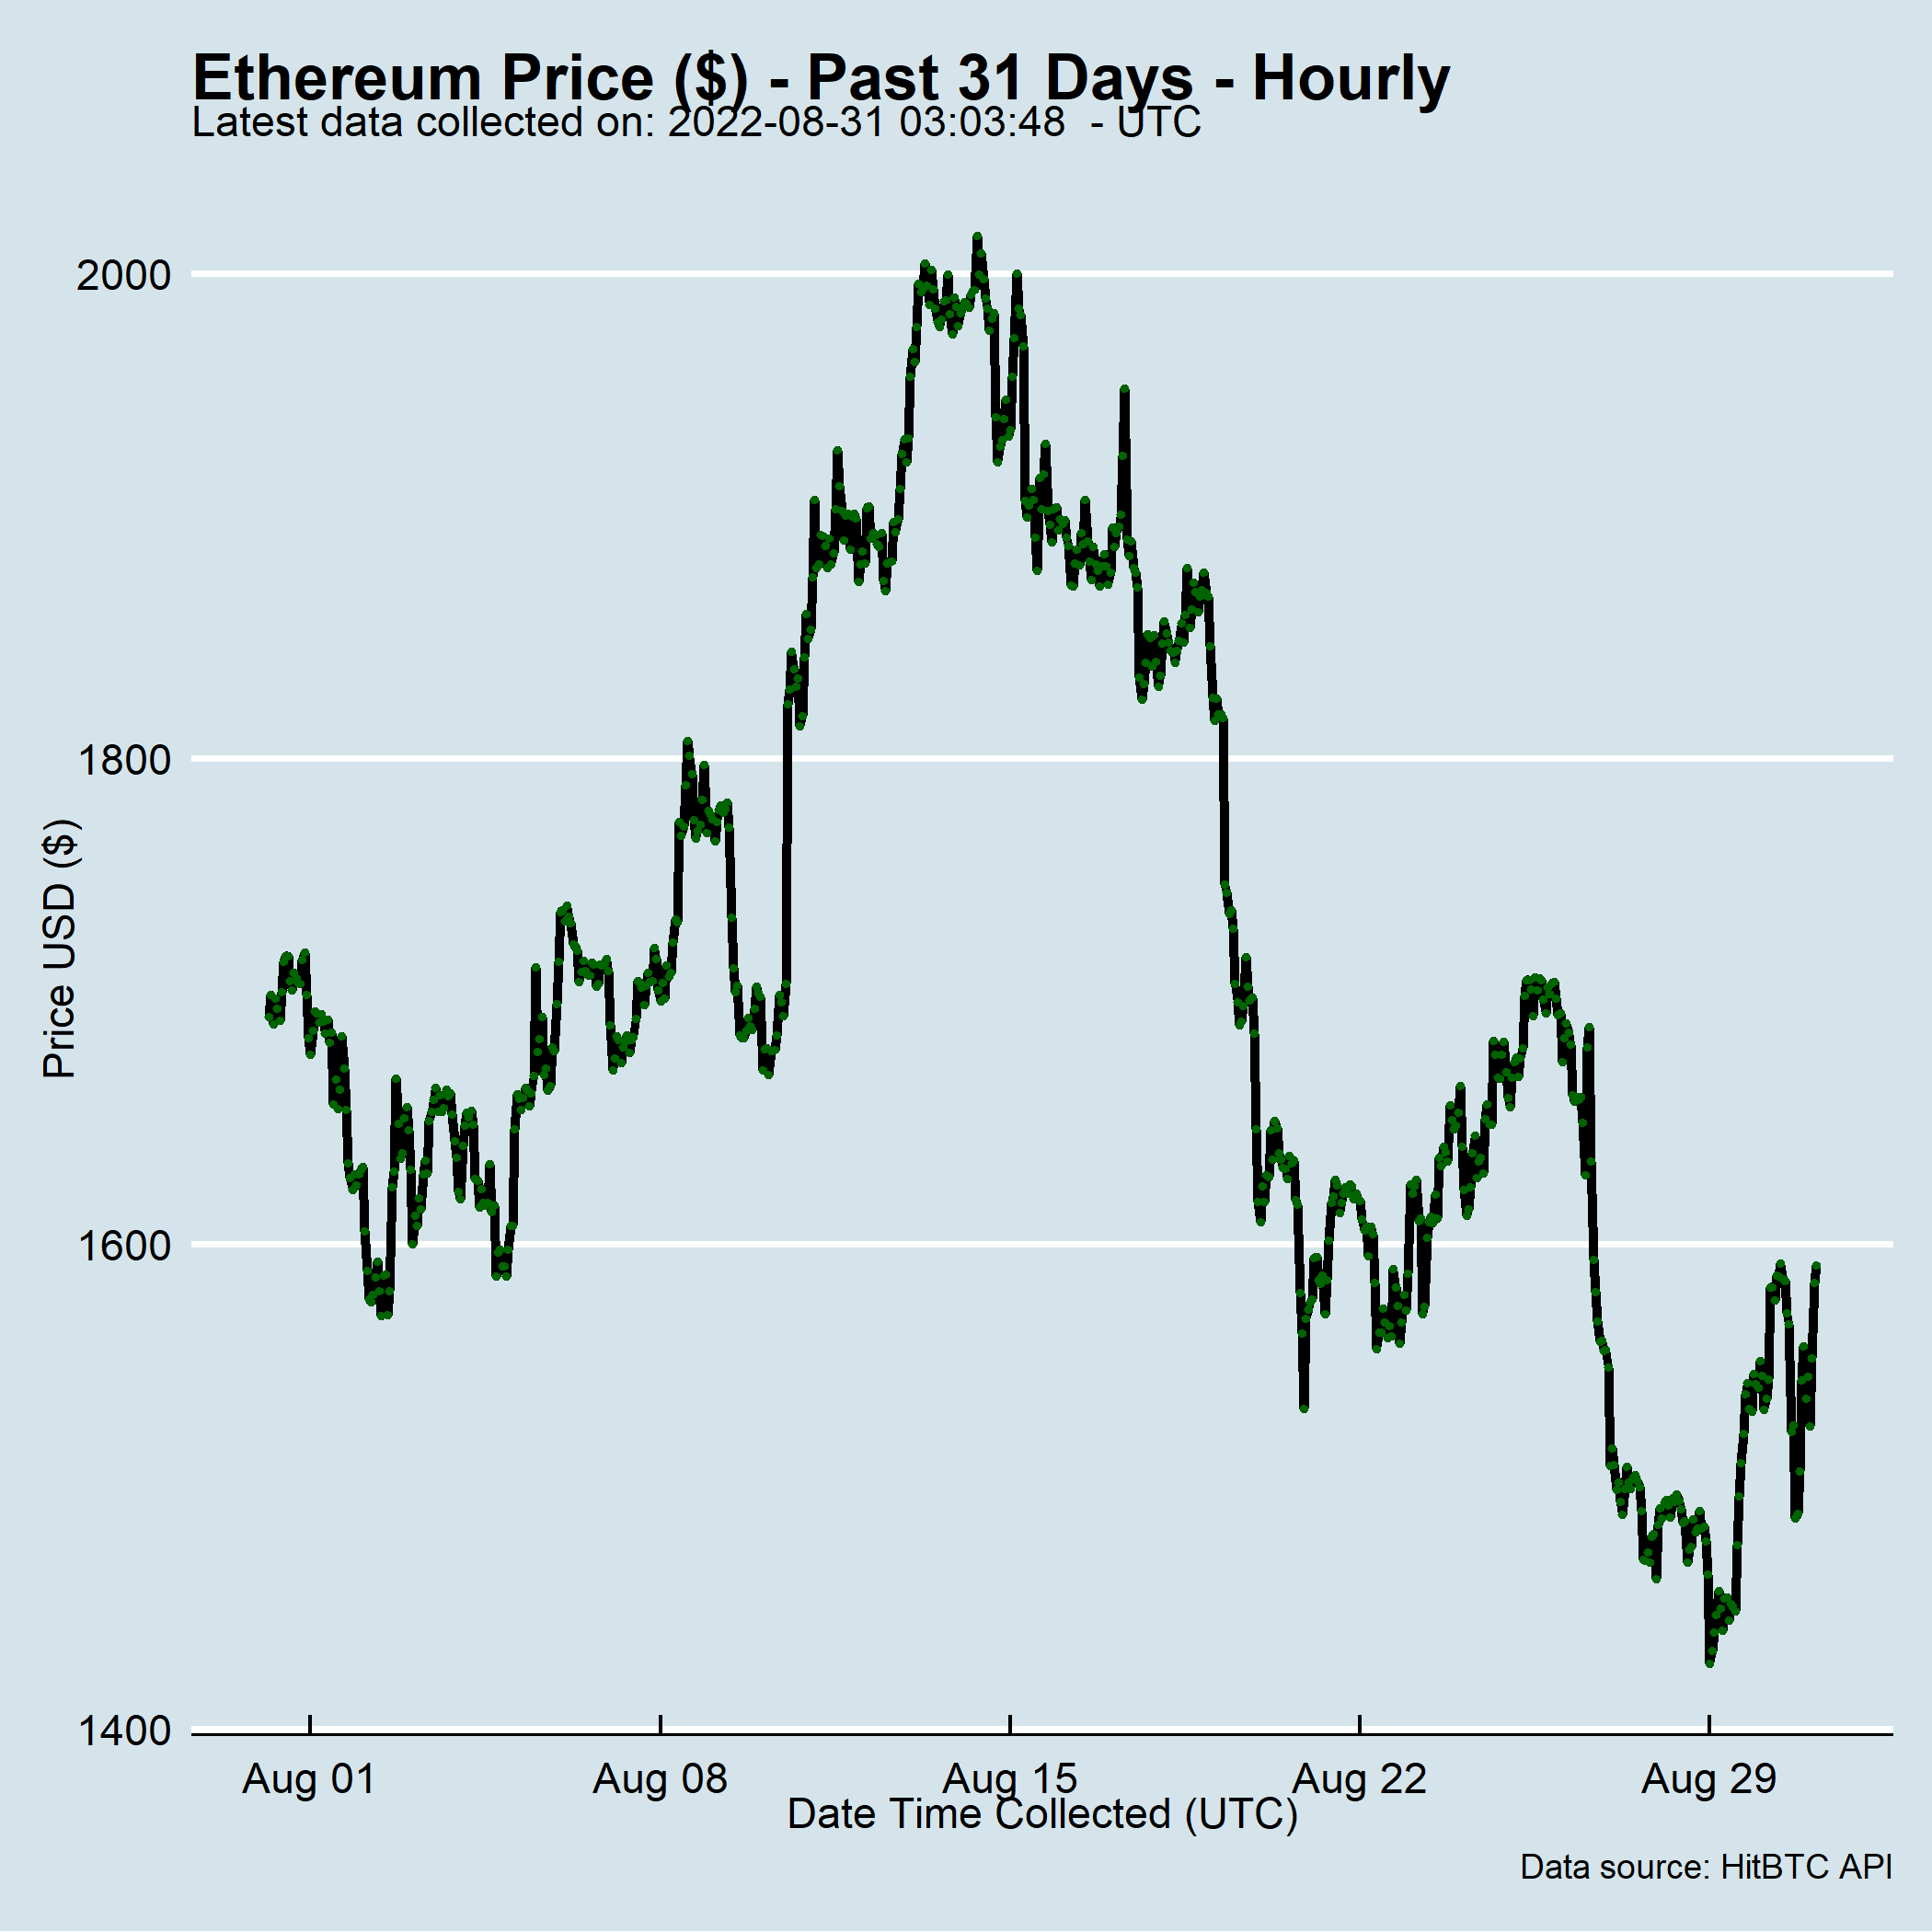 Ethereum Price ($) - Past 31 Days - Hourly
Latest data collected on: 2022-08-31 03:03:48  - UTC
2000
1800
1600
1400
Price USD ($)
Aug 01 Aug 08 Aug 15 Aug 22 Aug 29
Date Time Collected (UTC)
Data source: HitBTC API